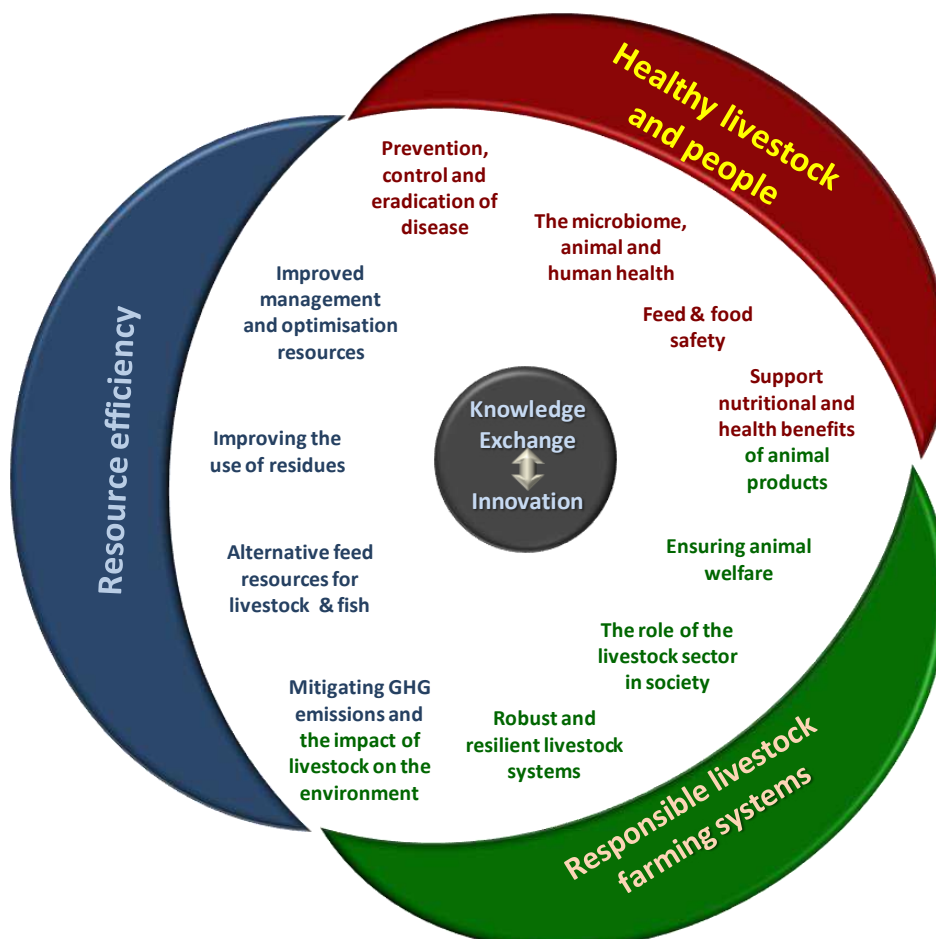 Healthy livestock
and people
Prevention,
control and
eradication of
disease
The microbiome,
animal and
human health
Feed & food
safety
Support
nutritional and
health benefits
of animal
products
Resource efficiency
Improved
management
and optimisation
resources
Improving the
use of residues
Alternative feed
resources for
livestock & fish
Mitigating GHG
emissions and
the impact of
livestock on the
environment
Knowledge
Exchange
Innovation
Ensuring animal
welfare
The role of the
livestock sector
in society
Robust and
resilient livestock
systems
Responsible livestock
farming systems